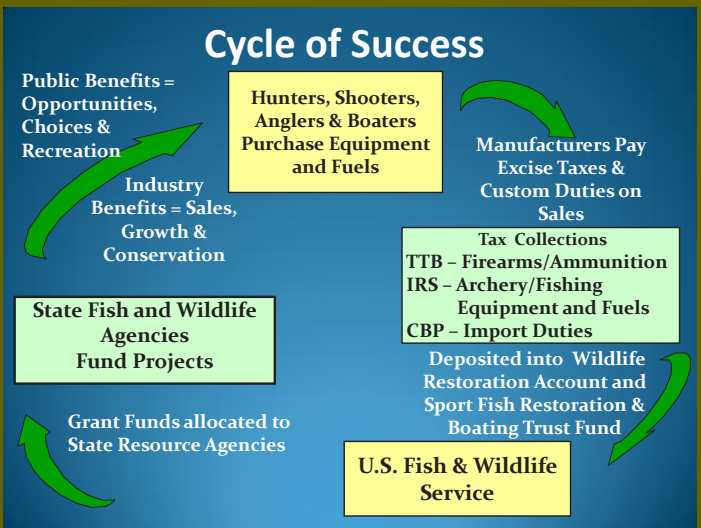 Cycle of Success
Public Benefits =
Opportunities,
Choices &
Recreation
Hunters, Shooters,
Anglers & Boaters
Purchase Equipment
and Fuels
Manufacturers Pay
Excise Taxes &
Custom Duties on
Sales
Industry
Benefits = Sales,
Growth &
Conservation
Tax Collections
TTB – Firearms/Ammunition
IRS – Archery/Fishing
Equipment and Fuels
CBP – Import Duties
State Fish and Wildlife
Agencies
Fund Projects
Deposited into Wildlife
Restoration Account and
Sport Fish Restoration &
Boating Trust Fund
Grant Funds allocated to
State Resource Agencies
U.S. Fish & Wildlife
Service